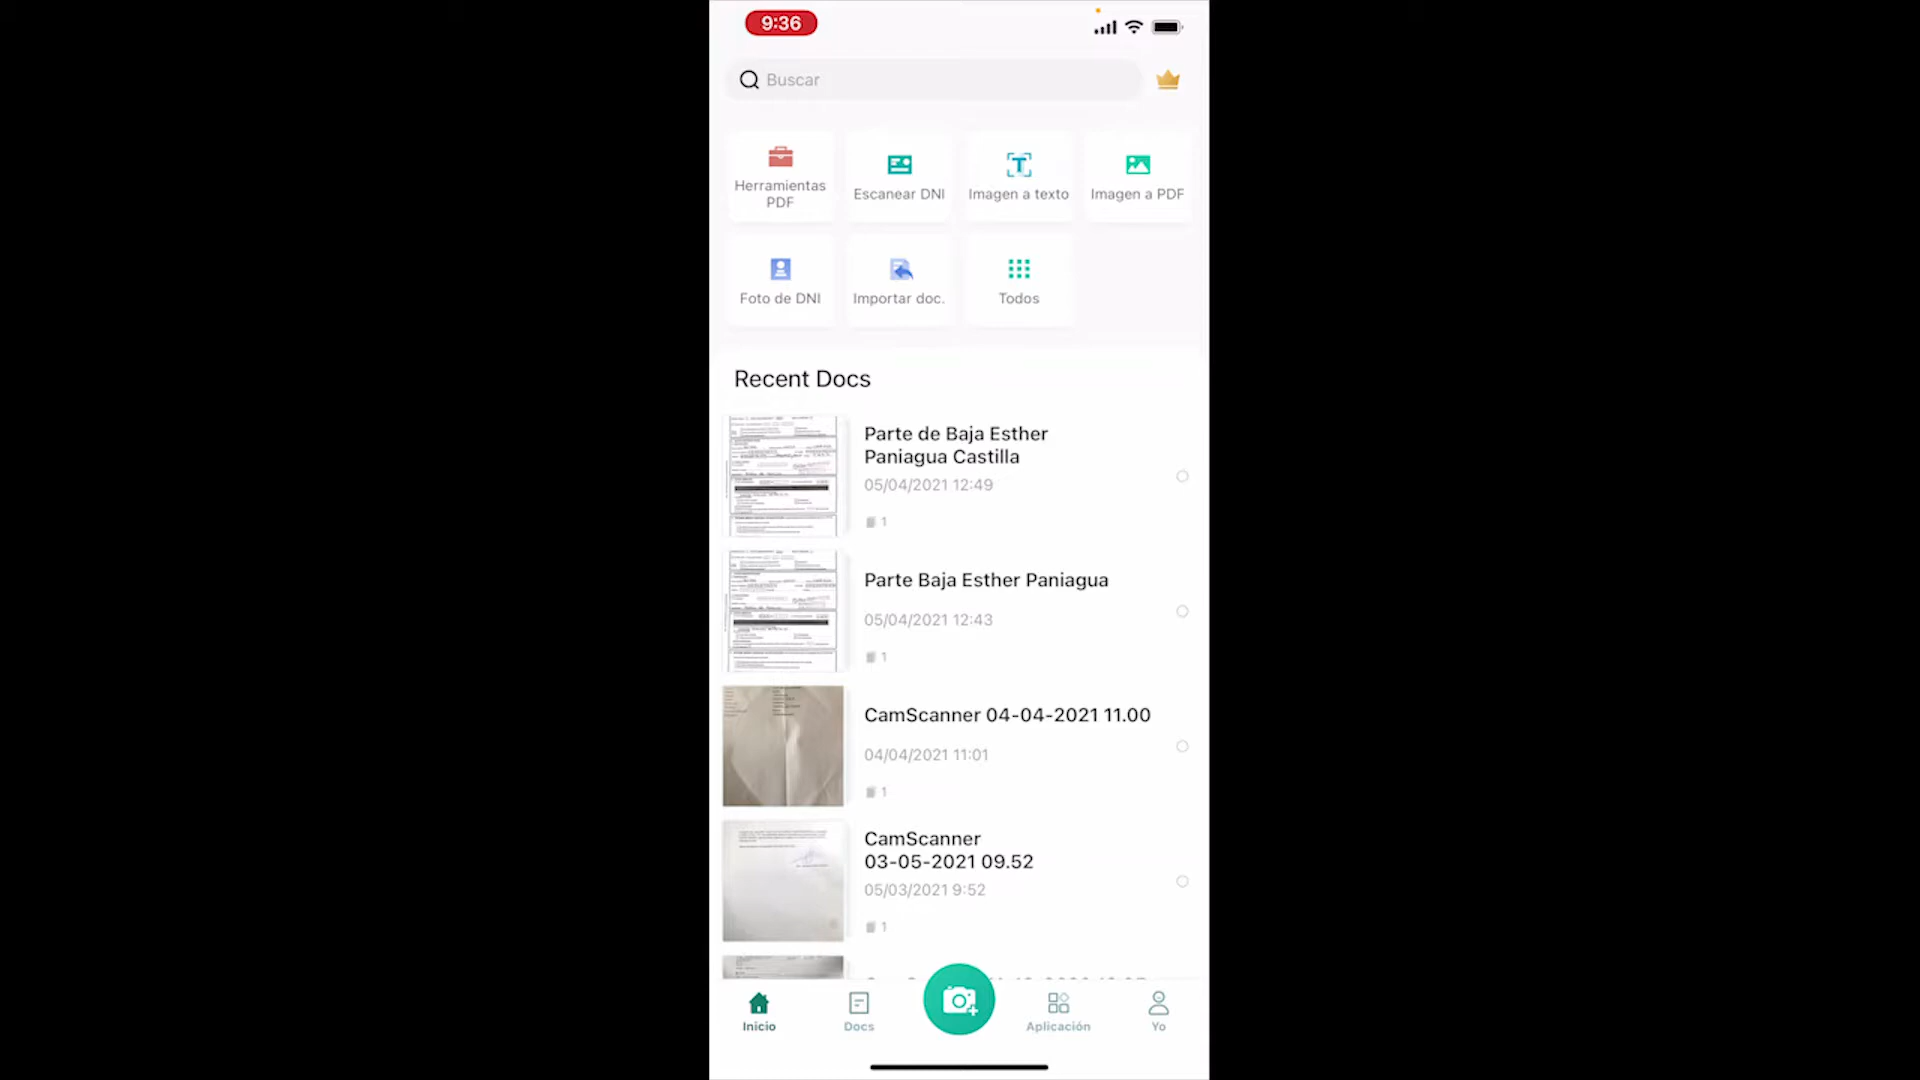 9:36
Buscar
Herramientas
PDF
Escanear DNI
Imagen a texto
Imagen a PDF
Foto de DNI
Importar doc.
Todos
Recent Docs
Parte de Baja Esther
Paniagua Castilla
05/04/2021 12:49
1
Parte Baja Esther Paniagua
05/04/2021 12:43
1
CamScanner 04-04-2021 11.00
04/04/2021 11:01
1
CamScanner
03-05-2021 09.52
05/03/2021 9:52
1
Inicio
Docs
Aplicación
Yo